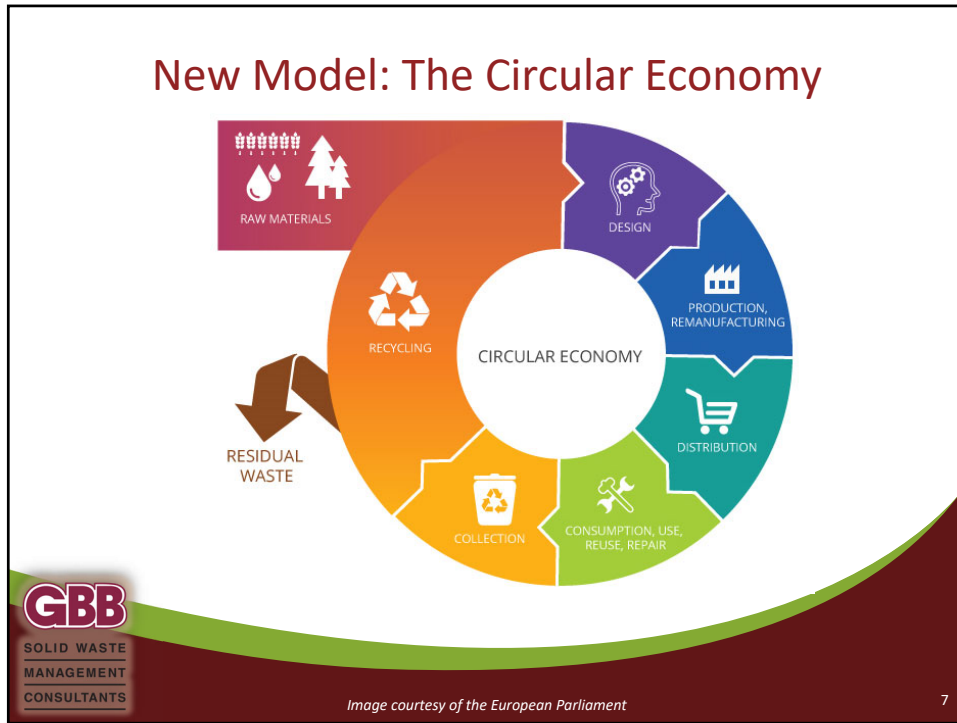 New Model: The Circular Economy
RAW MATERIALS
DESIGN
PRODUCTION,
REMANUFACTURING
RECYCLING
CIRCULAR ECONOMY
DISTRIBUTION
RESIDUAL
WASTE
COLLECTION
CONSUMPTION, USE,
REUSE, REPAIR
GBB
SOLID WASTE
MANAGEMENT
CONSULTANTS
Image courtesy of the European Parliament
7